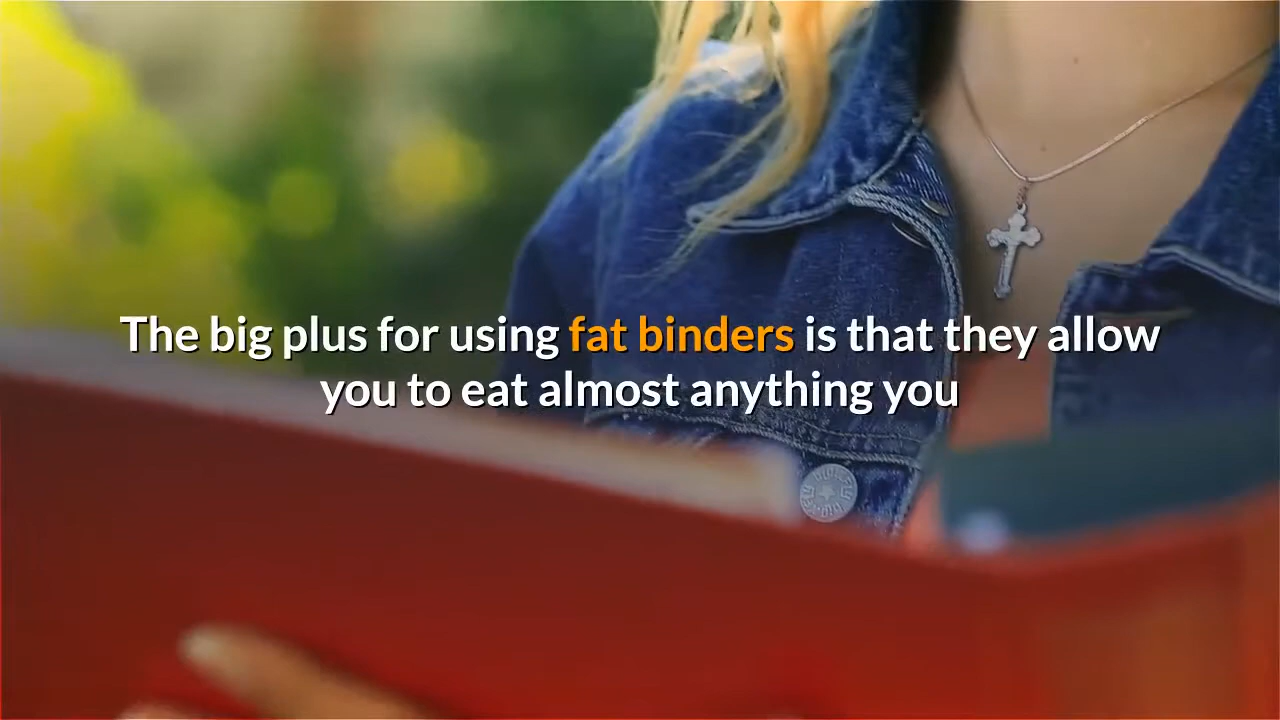 The big plus for using fat binders is that they allow
you to eat almost anything you